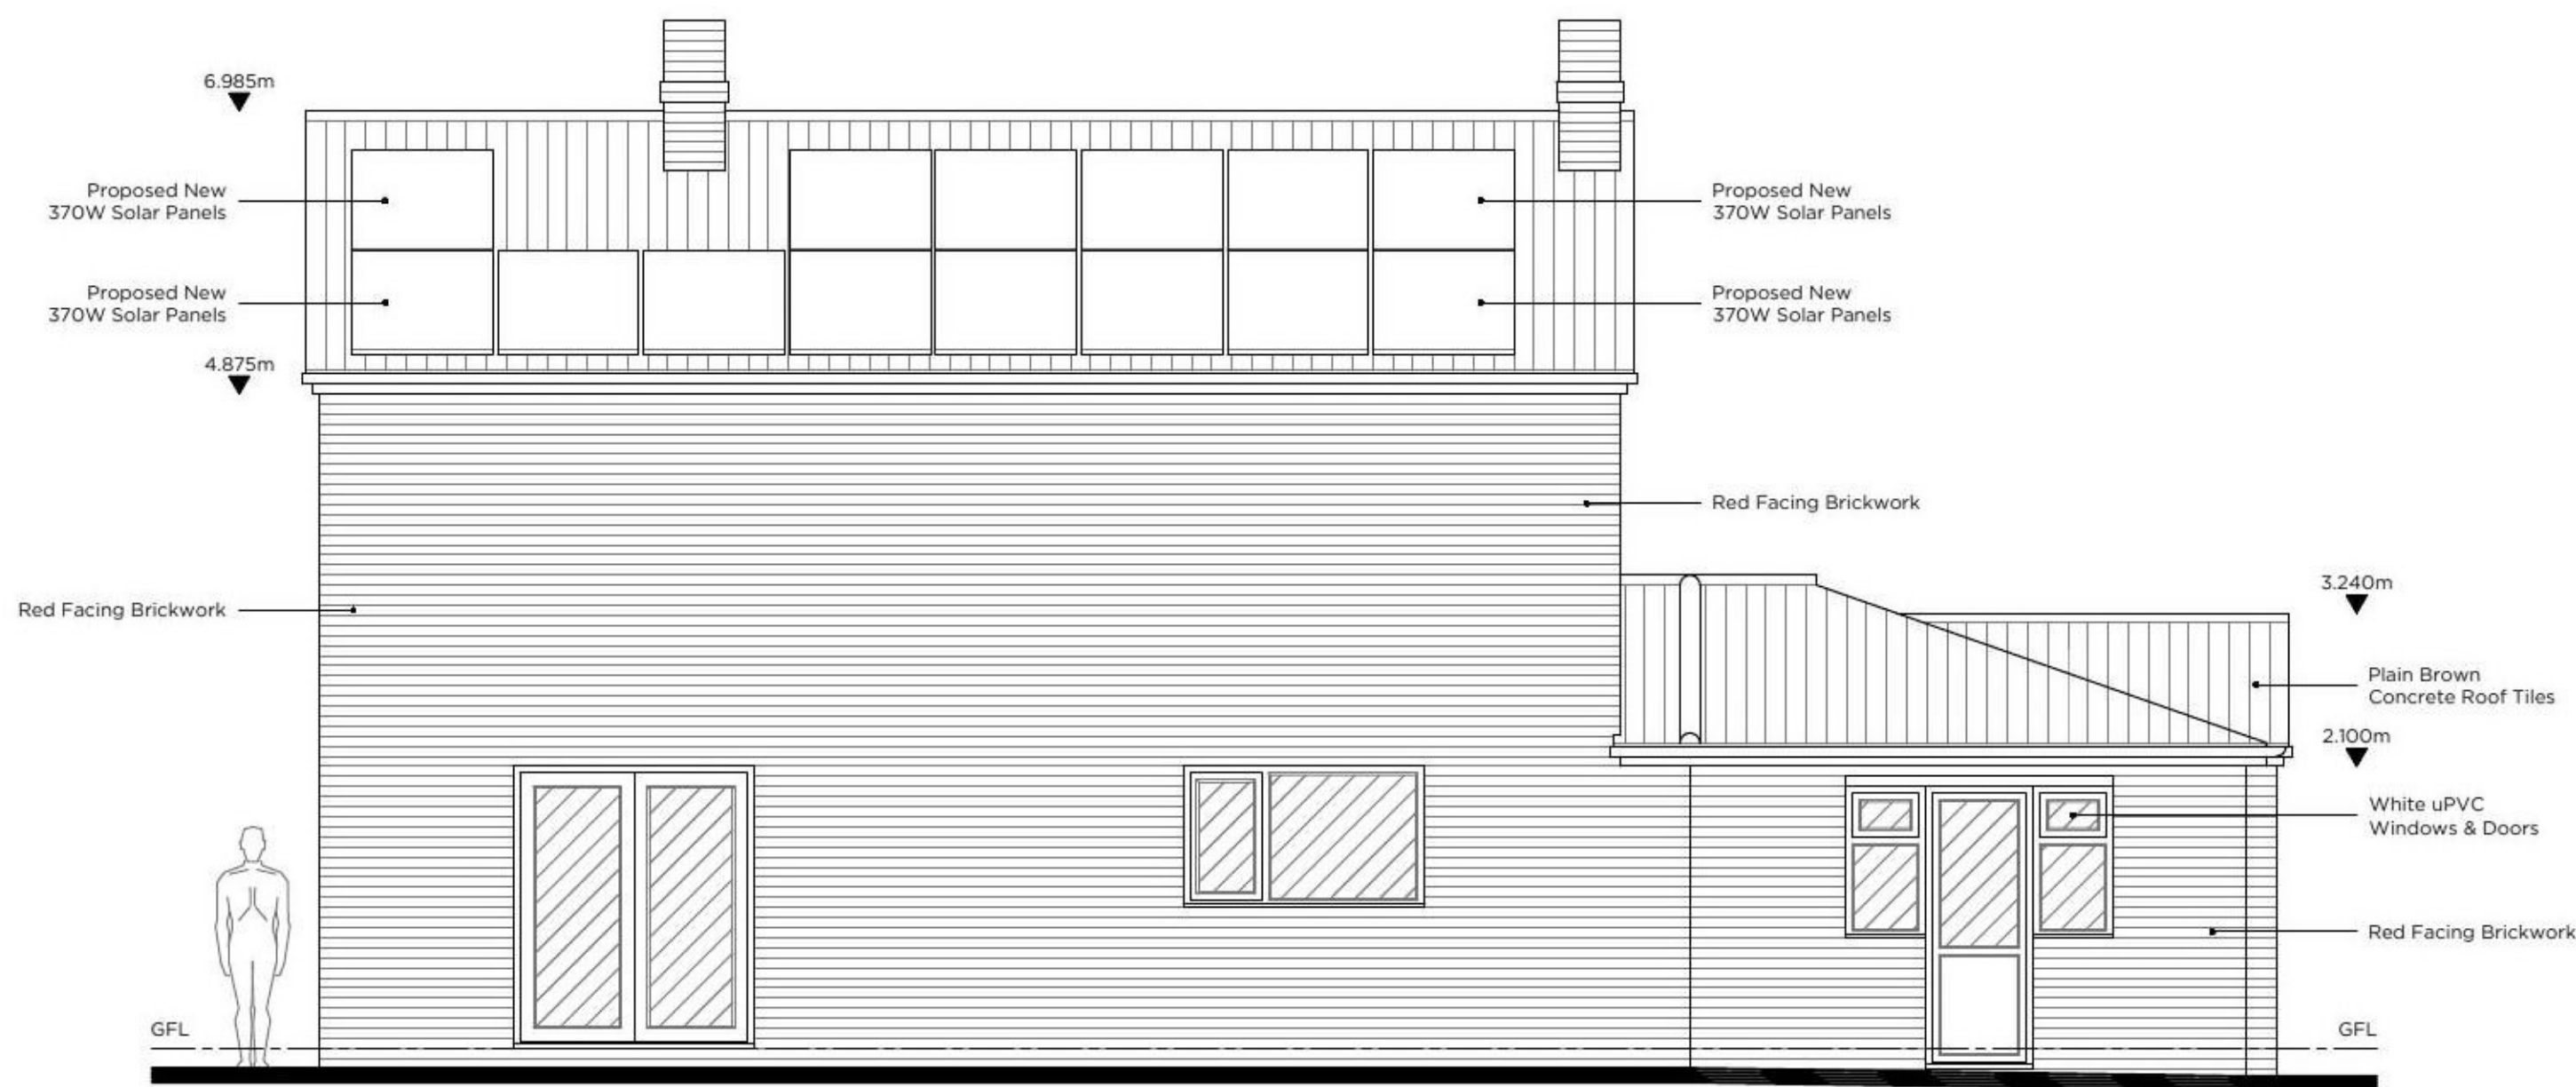 6.985m
Proposed New
370W Solar Panels
Proposed New
370W Solar Panels
Proposed New
370W Solar Panels
Proposed New
370W Solar Panels
4.875m
Red Facing Brickwork
Red Facing Brickwork
3.240m
Plain Brown
Concrete Roof Tiles
2.100m
White uPVC
Windows & Doors
Red Facing Brickwork
GFL
GFL